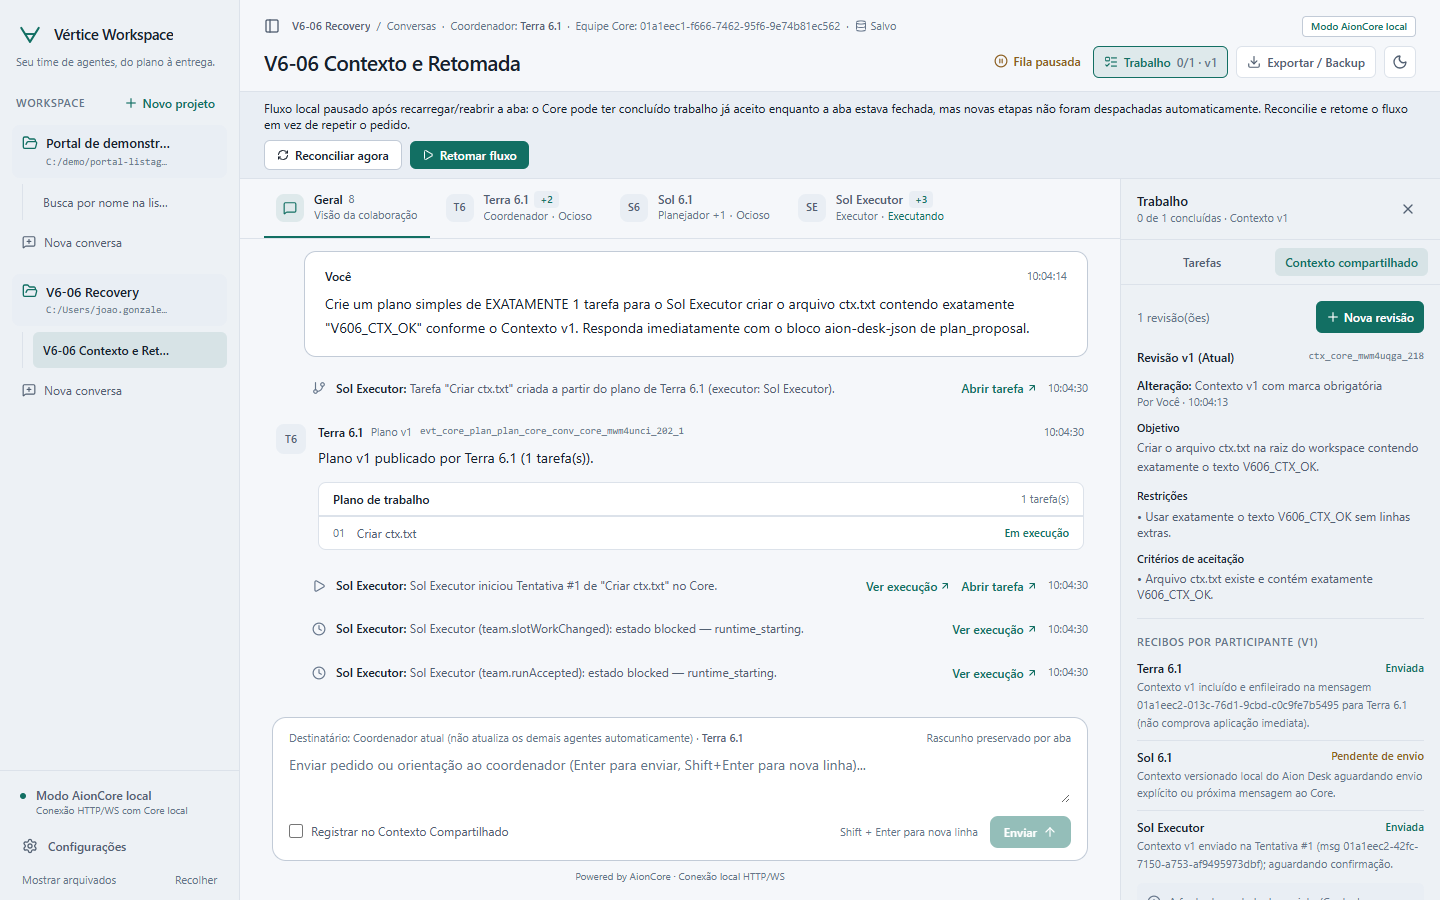 Vértice Workspace
Seu time de agentes, do plano à entrega.
WORKSPACE
+ Novo projeto
Portal de demonstr...
C:/demo/portal-listag…
Busca por nome na lis...
Nova conversa
V6-06 Recovery
C:/Users/joao.gonzale…
V6-06 Contexto e Ret...
Nova conversa
Modo AionCore local
Conexão HTTP/WS com Core local
Configurações
Mostrar arquivados
Recolher
V6-06 Recovery / Conversas · Coordenador: Terra 6.1 · Equipe Core: 01a1eec1-f666-7462-95f6-9e74b81ec562 · Salvo
Modo AionCore local
V6-06 Contexto e Retomada
Fila pausada
Trabalho 0/1 · v1
Exportar / Backup
Fluxo local pausado após recarregar/reabrir a aba: o Core pode ter concluído trabalho já aceito enquanto a aba estava fechada, mas novas etapas não foram despachadas automaticamente. Reconcilie e retome o fluxo
em vez de repetir o pedido.
Reconciliar agora
Retomar fluxo
Geral 8
Visão da colaboração
T6
Terra 6.1 +2
Coordenador · Ocioso
S6
Sol 6.1
Planejador +1 · Ocioso
SE
Sol Executor +3
Executor · Executando
Você
10:04:14
Crie um plano simples de EXATAMENTE 1 tarefa para o Sol Executor criar o arquivo ctx.txt contendo exatamente
"V606_CTX_OK" conforme o Contexto v1. Responda imediatamente com o bloco aion-desk-json de plan_proposal.
Sol Executor: Tarefa "Criar ctx.txt" criada a partir do plano de Terra 6.1 (executor: Sol Executor).
Abrir tarefa
10:04:30
T6
Terra 6.1 Plano v1 evt_core_plan_plan_core_conv_core_mwm4unci_202_1
10:04:30
Plano v1 publicado por Terra 6.1 (1 tarefa(s)).
Plano de trabalho
1 tarefa(s)
01 Criar ctx.txt
Em execução
Sol Executor: Sol Executor iniciou Tentativa #1 de "Criar ctx.txt" no Core.
Ver execução
Abrir tarefa
10:04:30
Sol Executor: Sol Executor (team.slotWorkChanged): estado blocked — runtime_starting.
Ver execução
10:04:30
Sol Executor: Sol Executor (team.runAccepted): estado blocked — runtime_starting.
Ver execução
10:04:30
Destinatário: Coordenador atual (não atualiza os demais agentes automaticamente) · Terra 6.1
Rascunho preservado por aba
Enviar pedido ou orientação ao coordenador (Enter para enviar, Shift+Enter para nova linha)...
Registrar no Contexto Compartilhado
Shift + Enter para nova linha
Enviar
Powered by AionCore · Conexão local HTTP/WS
Trabalho
0 de 1 concluídas · Contexto v1
Tarefas
Contexto compartilhado
1 revisão(ões)
+ Nova revisão
Revisão v1 (Atual)
ctx_core_mwm4uqga_218
Alteração: Contexto v1 com marca obrigatória
Por Você · 10:04:13
Objetivo
Criar o arquivo ctx.txt na raiz do workspace contendo
exatamente o texto V606_CTX_OK.
Restrições
• Usar exatamente o texto V606_CTX_OK sem linhas
extras.
Critérios de aceitação
• Arquivo ctx.txt existe e contém exatamente
V606_CTX_OK.
RECIBOS POR PARTICIPANTE (V1)
Terra 6.1
Enviada
Contexto v1 incluído e enfileirado na mensagem
01a1eec2-013c-76d1-9cbd-c0c9fe7b5495 para Terra 6.1
(não comprova aplicação imediata).
Sol 6.1
Pendente de envio
Contexto versionado local do Aion Desk aguardando envio
explícito ou próxima mensagem ao Core.
Sol Executor
Enviada
Contexto v1 enviado na Tentativa #1 (msg 01a1eec2-42fc-
7150-a753-af9495973dbf); aguardando confirmação.